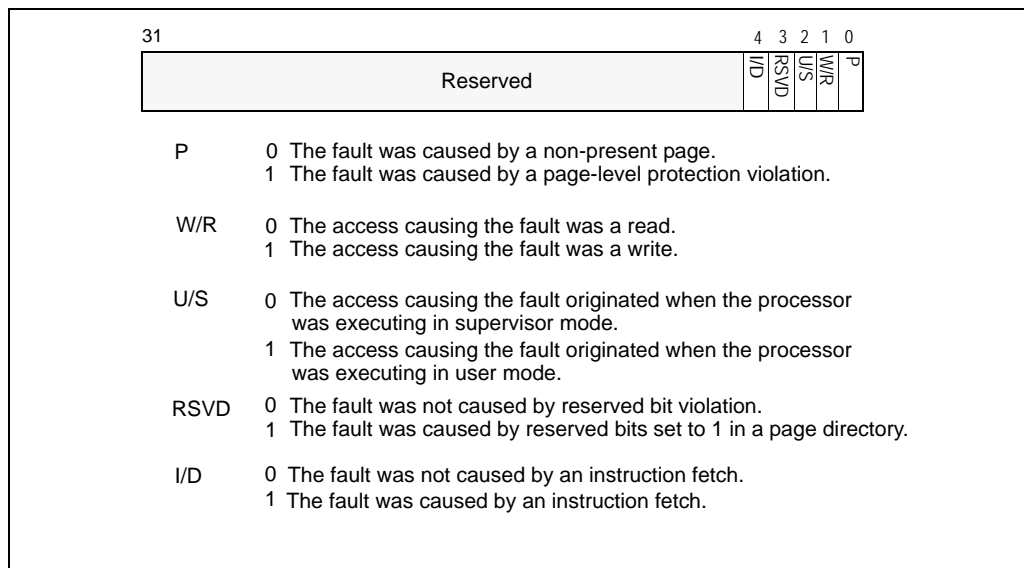 31 4 3 2 1 0
Reserved I/D RSVD U/S W/R P
P 0 The fault was caused by a non-present page.
1 The fault was caused by a page-level protection violation.
W/R 0 The access causing the fault was a read.
1 The access causing the fault was a write.
U/S 0 The access causing the fault originated when the processor
was executing in supervisor mode.
1 The access causing the fault originated when the processor
was executing in user mode.
RSVD 0 The fault was not caused by reserved bit violation.
1 The fault was caused by reserved bits set to 1 in a page directory.
I/D 0 The fault was not caused by an instruction fetch.
1 The fault was caused by an instruction fetch.